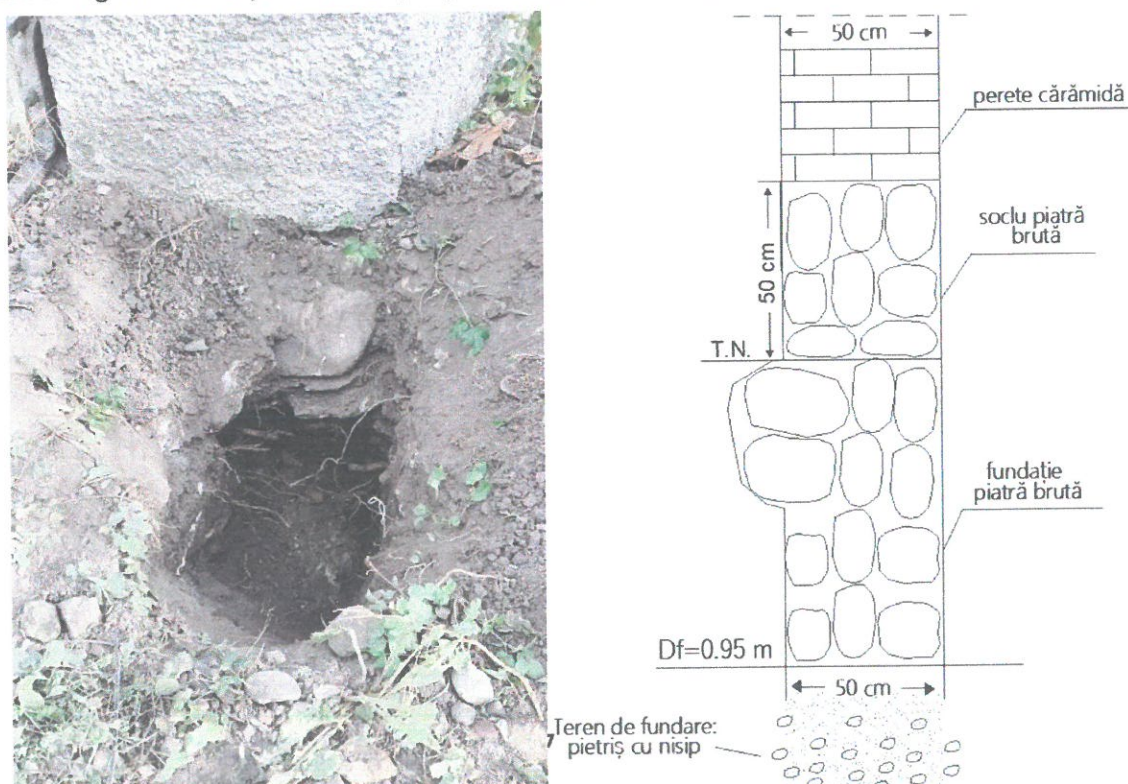 50 cm
perete cărămidă
50 cm
soclu piatră
brută
T.N.
fundație
piatră brută
Df=0.95 m
50 cm
Teren de fundare:
pietriș cu nisip